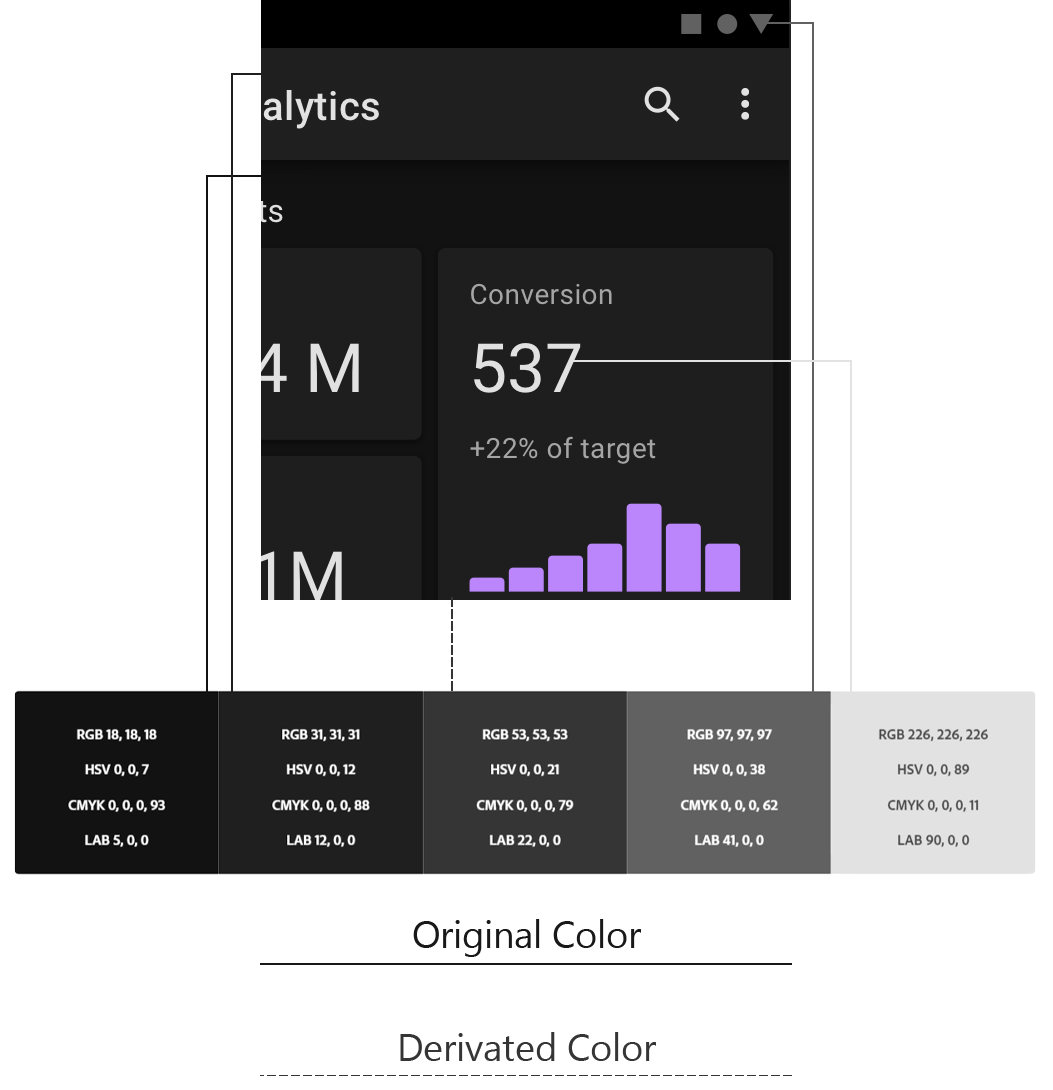 alytics
ts
Conversion
4 M
537
+22% of target
1M
RGB 18, 18, 18
HSV 0, 0, 7
CMYK 0, 0, 0, 93
LAB 5, 0, 0
RGB 31, 31, 31
HSV 0, 0, 12
CMYK 0, 0, 0, 88
LAB 12, 0, 0
RGB 53, 53, 53
HSV 0, 0, 21
CMYK 0, 0, 0, 79
LAB 22, 0, 0
RGB 97, 97, 97
HSV 0, 0, 38
CMYK 0, 0, 0, 62
LAB 41, 0, 0
RGB 226, 226, 226
HSV 0, 0, 89
CMYK 0, 0, 0, 11
LAB 90, 0, 0
Original Color
Derivated Color